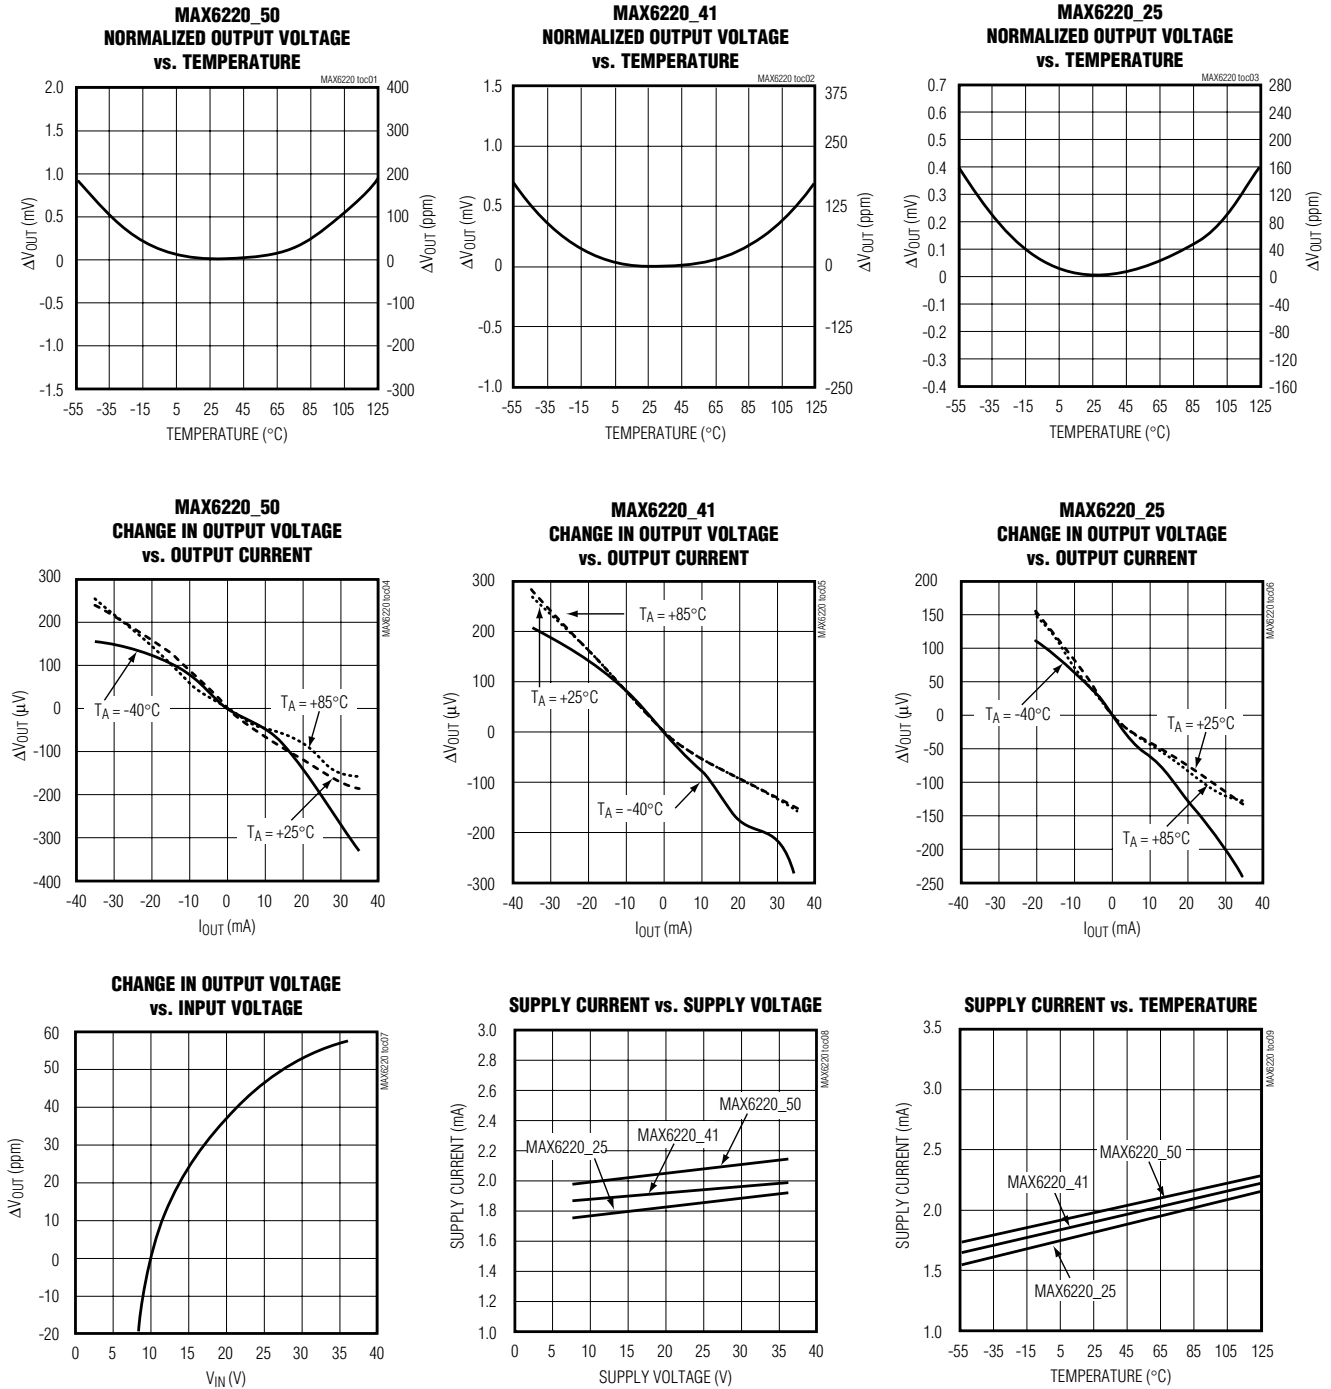 MAX6220_50
NORMALIZED OUTPUT VOLTAGE
vs. TEMPERATURE
MAX6220 toc01
2.0
1.5
1.0
0.5
0
-0.5
-1.0
-1.5
ΔVOUT (mV)
400
300
200
100
0
-100
-200
-300
ΔVOUT (ppm)
-55 -35 -15 5 25 45 65 85 105 125
TEMPERATURE (°C)
MAX6220_41
NORMALIZED OUTPUT VOLTAGE
vs. TEMPERATURE
MAX6220 toc02
1.5
1.0
0.5
0
-0.5
-1.0
ΔVOUT (mV)
375
250
125
0
-125
-250
ΔVOUT (ppm)
-55 -35 -15 5 25 45 65 85 105 125
TEMPERATURE (°C)
MAX6220_25
NORMALIZED OUTPUT VOLTAGE
vs. TEMPERATURE
MAX6220 toc03
0.7
0.6
0.5
0.4
0.3
0.2
0.1
0
-0.1
-0.2
-0.3
-0.4
ΔVOUT (mV)
280
240
200
160
120
80
40
0
-40
-80
-120
-160
ΔVOUT (ppm)
-55 -35 -15 5 25 45 65 85 105 125
TEMPERATURE (°C)
MAX6220_50
CHANGE IN OUTPUT VOLTAGE
vs. OUTPUT CURRENT
MAX6220 toc04
300
200
100
0
-100
-200
-300
-400
ΔVOUT (µV)
TA = -40°C
TA = +85°C
TA = +25°C
-40 -30 -20 -10 0 10 20 30 40
IOUT (mA)
MAX6220_41
CHANGE IN OUTPUT VOLTAGE
vs. OUTPUT CURRENT
MAX6220 toc05
300
200
100
0
-100
-200
-300
ΔVOUT (µV)
TA = +85°C
TA = +25°C
TA = -40°C
-40 -30 -20 -10 0 10 20 30 40
IOUT (mA)
MAX6220_25
CHANGE IN OUTPUT VOLTAGE
vs. OUTPUT CURRENT
MAX6220 toc06
200
150
100
50
0
-50
-100
-150
-200
-250
ΔVOUT (µV)
TA = -40°C
TA = +25°C
TA = +85°C
-40 -30 -20 -10 0 10 20 30 40
IOUT (mA)
CHANGE IN OUTPUT VOLTAGE
vs. INPUT VOLTAGE
MAX6220 toc07
60
50
40
30
20
10
0
-10
-20
ΔVOUT (ppm)
0 5 10 15 20 25 30 35 40
VIN (V)
SUPPLY CURRENT vs. SUPPLY VOLTAGE
MAX6220 toc08
3.0
2.8
2.6
2.4
2.2
2.0
1.8
1.6
1.4
1.2
1.0
SUPPLY CURRENT (mA)
MAX6220_50
MAX6220_41
MAX6220_25
0 5 10 15 20 25 30 35 40
SUPPLY VOLTAGE (V)
SUPPLY CURRENT vs. TEMPERATURE
MAX6220 toc09
3.5
3.0
2.5
2.0
1.5
1.0
SUPPLY CURRENT (mA)
MAX6220_50
MAX6220_41
MAX6220_25
-55 -35 -15 5 25 45 65 85 105 125
TEMPERATURE (°C)